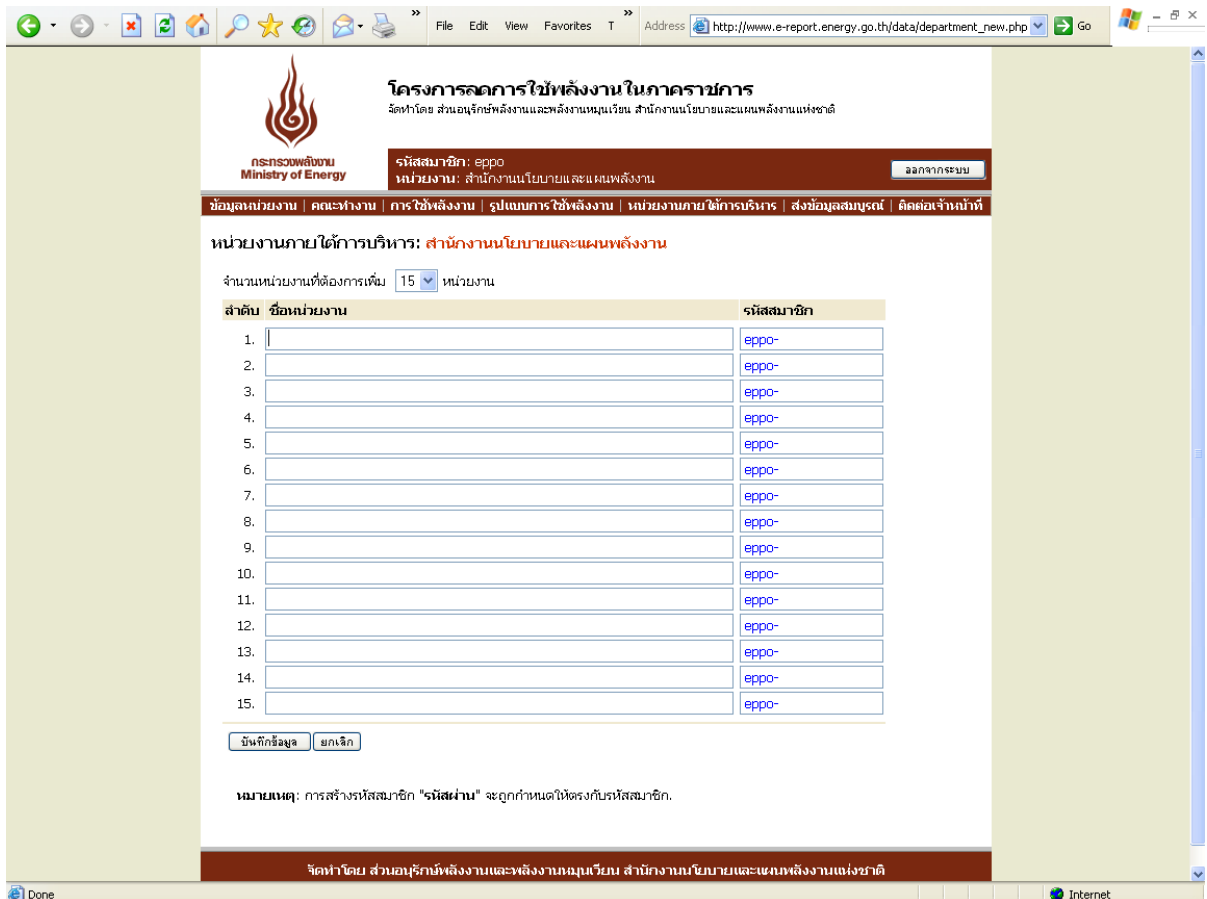 File Edit View Favorites T » Address http://www.e-report.energy.go.th/data/department_new.php Go
โครงการลดการใช้พลังงานในภาคราชการ
จัดทำโดย ส่วนอนุรักษ์พลังงานและพลังงานหมุนเวียน สำนักงานนโยบายและแผนพลังงานแห่งชาติ
กระทรวงพลังงาน
Ministry of Energy
รหัสสมาชิก: eppo
หน่วยงาน: สำนักงานนโยบายและแผนพลังงาน
ออกจากระบบ
ข้อมูลหน่วยงาน | คณะทำงาน | การใช้พลังงาน | รูปแบบการใช้พลังงาน | หน่วยงานภายใต้การบริหาร | ส่งข้อมูลสมบูรณ์ | ติดต่อเจ้าหน้าที่
หน่วยงานภายใต้การบริหาร: สำนักงานนโยบายและแผนพลังงาน
จำนวนหน่วยงานที่ต้องการเพิ่ม 15 หน่วยงาน
ลำดับ ชื่อหน่วยงาน รหัสสมาชิก
1. eppo-
2. eppo-
3. eppo-
4. eppo-
5. eppo-
6. eppo-
7. eppo-
8. eppo-
9. eppo-
10. eppo-
11. eppo-
12. eppo-
13. eppo-
14. eppo-
15. eppo-
บันทึกข้อมูล ยกเลิก
หมายเหตุ: การสร้างรหัสสมาชิก "รหัสผ่าน" จะถูกกำหนดให้ตรงกับรหัสสมาชิก.
จัดทำโดย ส่วนอนุรักษ์พลังงานและพลังงานหมุนเวียน สำนักงานนโยบายและแผนพลังงานแห่งชาติ
Done Internet